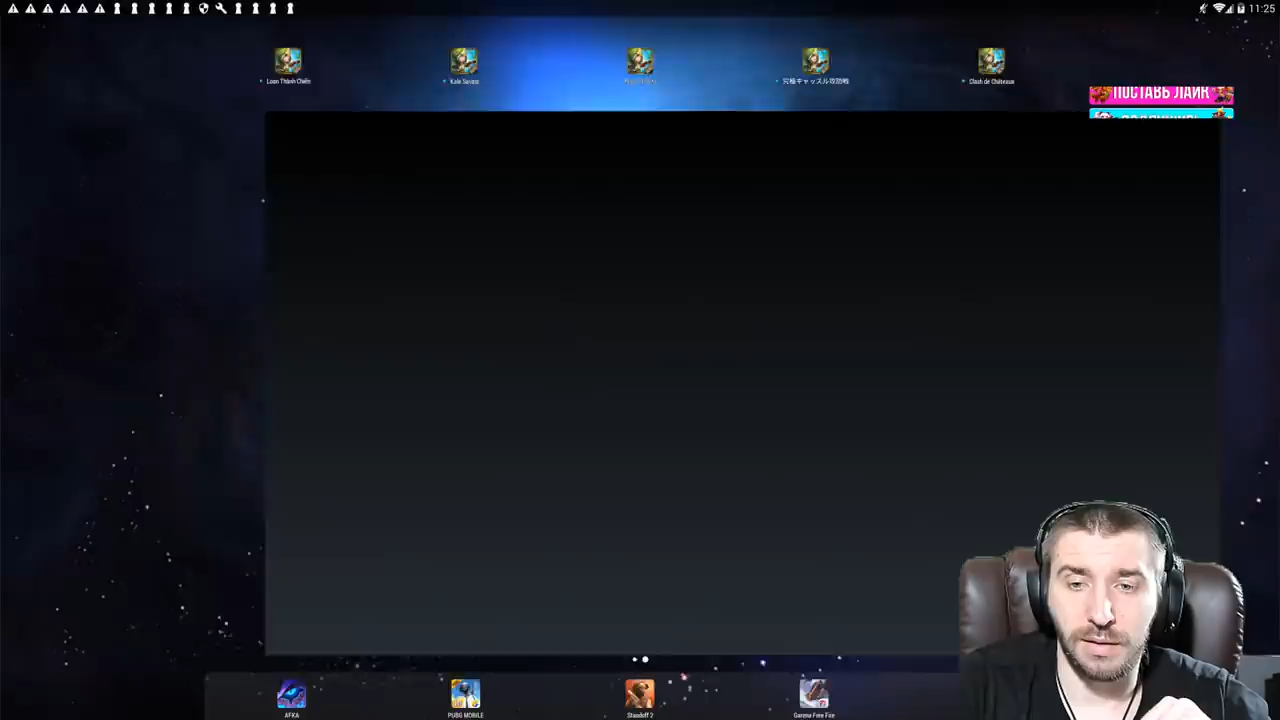 11:25
Loạn Thành Chiến
Kale Savaşı
究極キャッスル攻防戦
Clash de Châteaux
ПОСТАВЬ ЛАЙК
AFKA
PUBG MOBILE
Standoff 2
Garena Free Fire